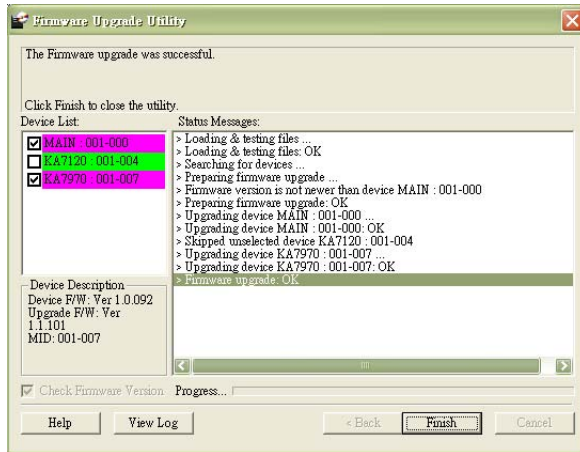 Firmware Upgrade Utility
The Firmware upgrade was successful.
Click Finish to close the utility.
Device List:
MAIN : 001-000
KA7120 : 001-004
KA7970 : 001-007
Status Messages:
> Loading & testing files ...
> Loading & testing files: OK
> Searching for devices ...
> Preparing firmware upgrade ...
> Firmware version is not newer than device MAIN : 001-000
> Preparing firmware upgrade: OK
> Upgrading device MAIN : 001-000 ...
> Upgrading device MAIN : 001-000: OK
> Skipped unselected device KA7120 : 001-004
> Upgrading device KA7970 : 001-007 ...
> Upgrading device KA7970 : 001-007: OK
> Firmware upgrade: OK
Device Description
Device F/W: Ver 1.0.092
Upgrade F/W: Ver
1.1.101
MID: 001-007
Check Firmware Version
Progress...
Help
View Log
< Back
Finish
Cancel